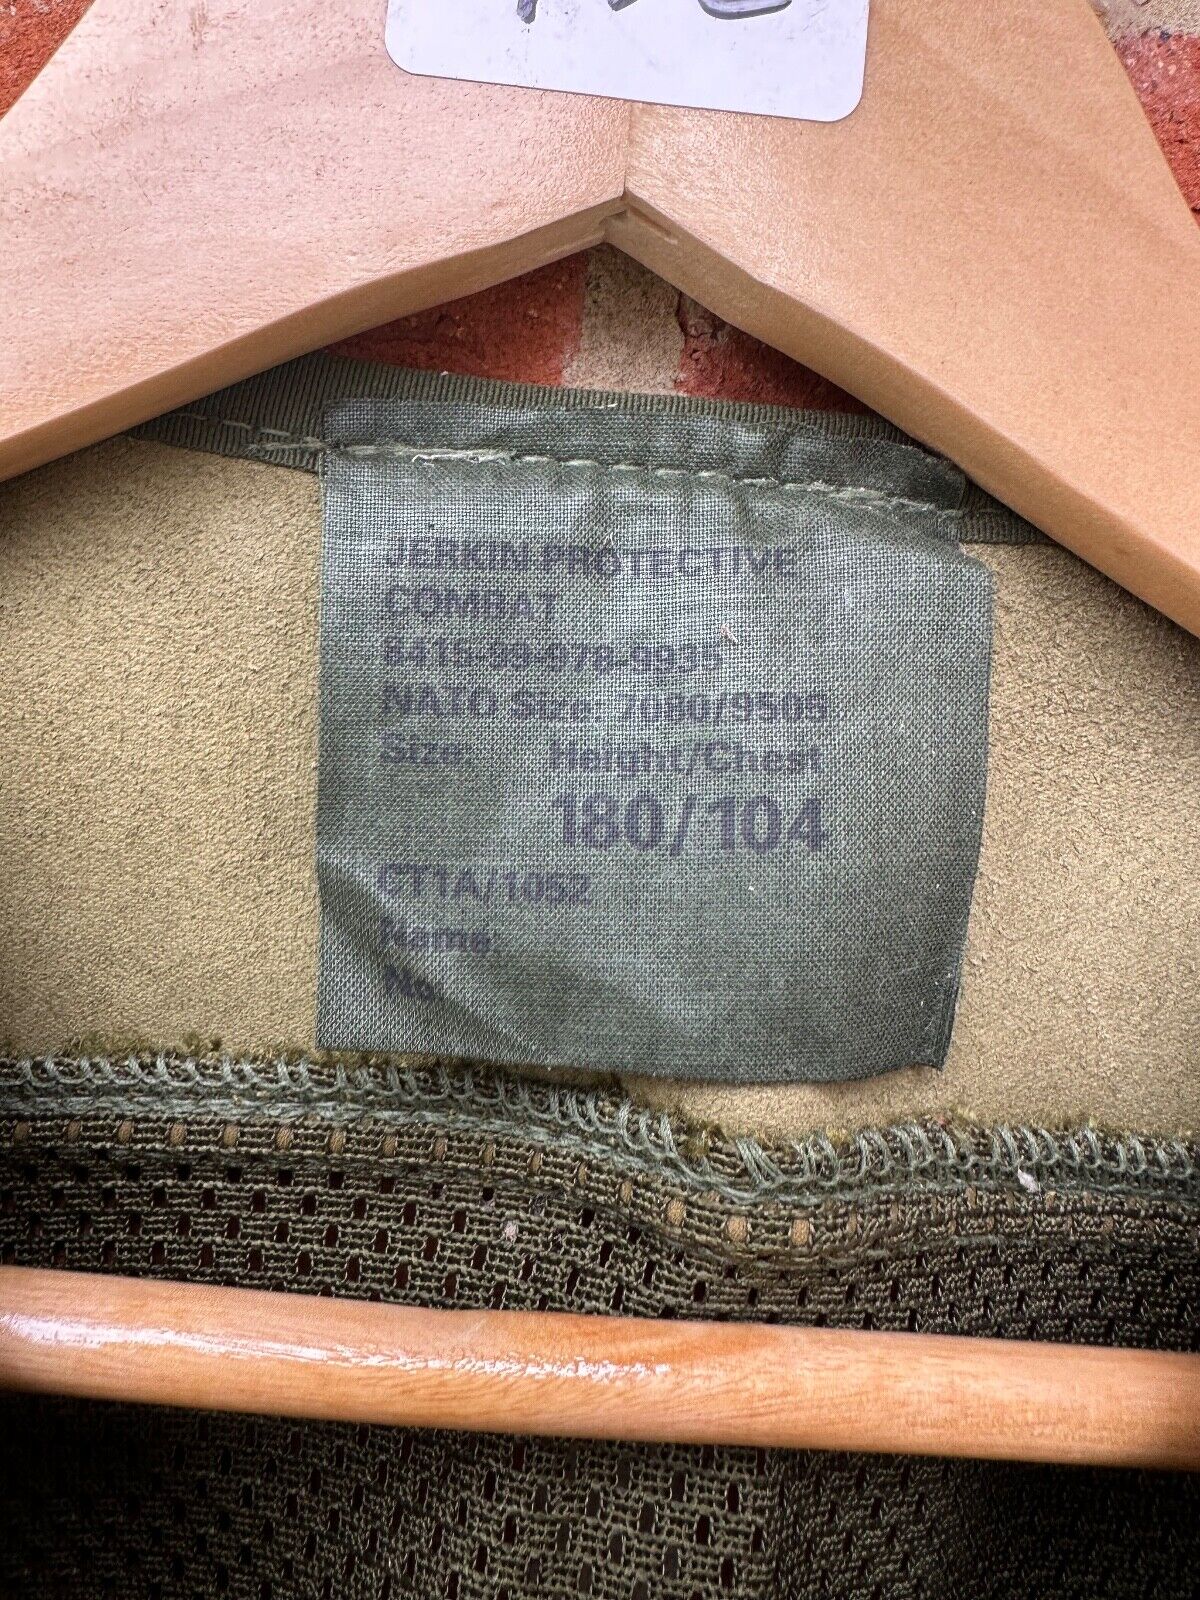 JERKIN PROTECTIVE
COMBAT
8415-99-978-9935
NATO Size: 7080/9505
Size: Height/Chest
180/104
CT1A/1052
Name
No